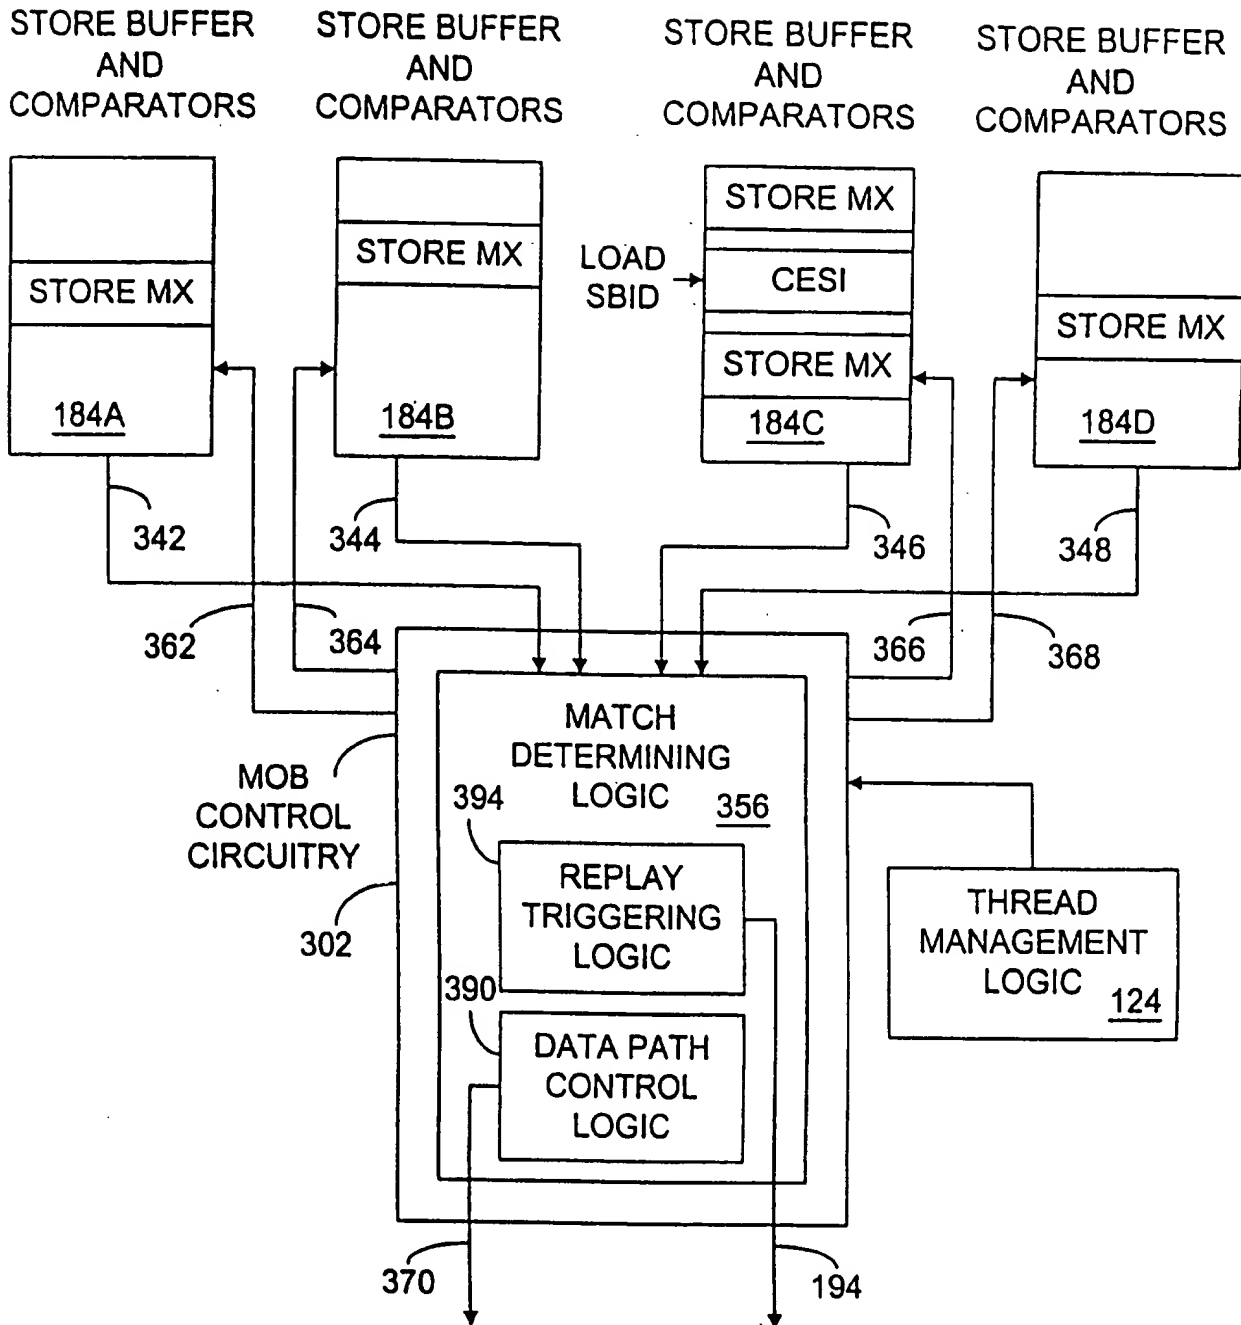 STORE BUFFER
AND
COMPARATORS
STORE BUFFER
AND
COMPARATORS
STORE BUFFER
AND
COMPARATORS
STORE BUFFER
AND
COMPARATORS
STORE MX
184A
STORE MX
184B
LOAD
SBID
STORE MX
CESI
STORE MX
184C
STORE MX
184D
342
344
346
348
362
364
366
368
MOB
CONTROL
CIRCUITRY
302
MATCH
DETERMINING
LOGIC
356
394
REPLAY
TRIGGERING
LOGIC
390
DATA PATH
CONTROL
LOGIC
THREAD
MANAGEMENT
LOGIC
124
370
194